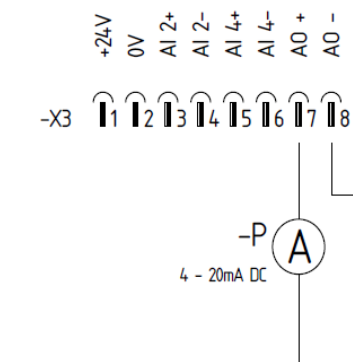 +24V 0V AI 2+ AI 2- AI 4+ AI 4- AO + AO -
-X3 1 2 3 4 5 6 7 8
-P A
4 - 20mA DC